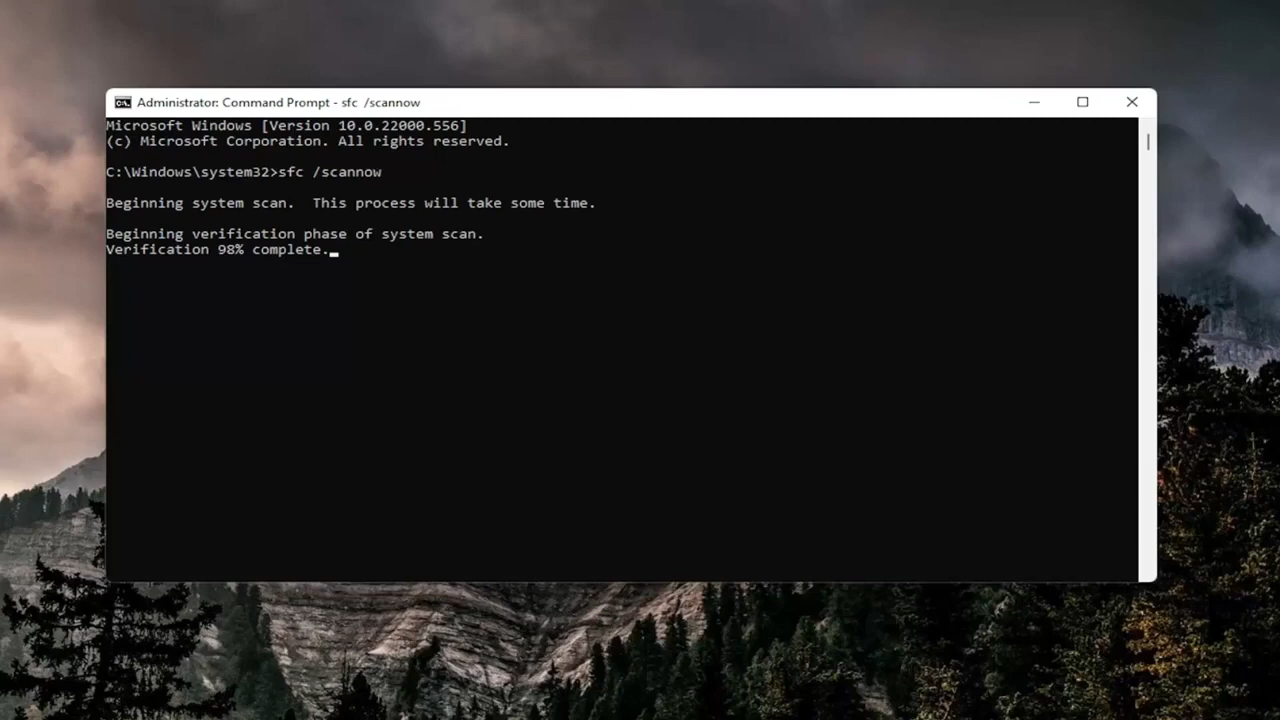 Administrator: Command Prompt - sfc  /scannow
Microsoft Windows [Version 10.0.22000.556]
(c) Microsoft Corporation. All rights reserved.
C:\Windows\system32>sfc /scannow
Beginning system scan.  This process will take some time.
Beginning verification phase of system scan.
Verification 98% complete.